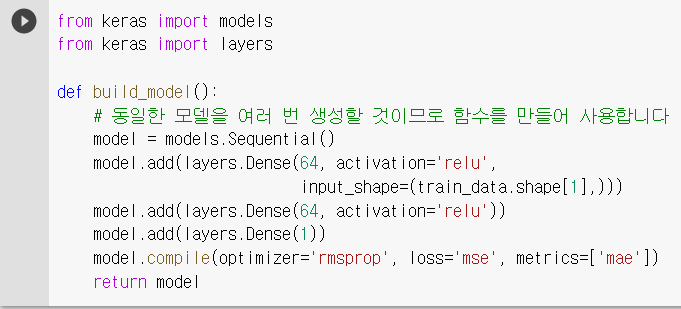 from keras import models
from keras import layers

def build_model():
    # 동일한 모델을 여러 번 생성할 것이므로 함수를 만들어 사용합니다
    model = models.Sequential()
    model.add(layers.Dense(64, activation='relu',
                           input_shape=(train_data.shape[1],)))
    model.add(layers.Dense(64, activation='relu'))
    model.add(layers.Dense(1))
    model.compile(optimizer='rmsprop', loss='mse', metrics=['mae'])
    return model